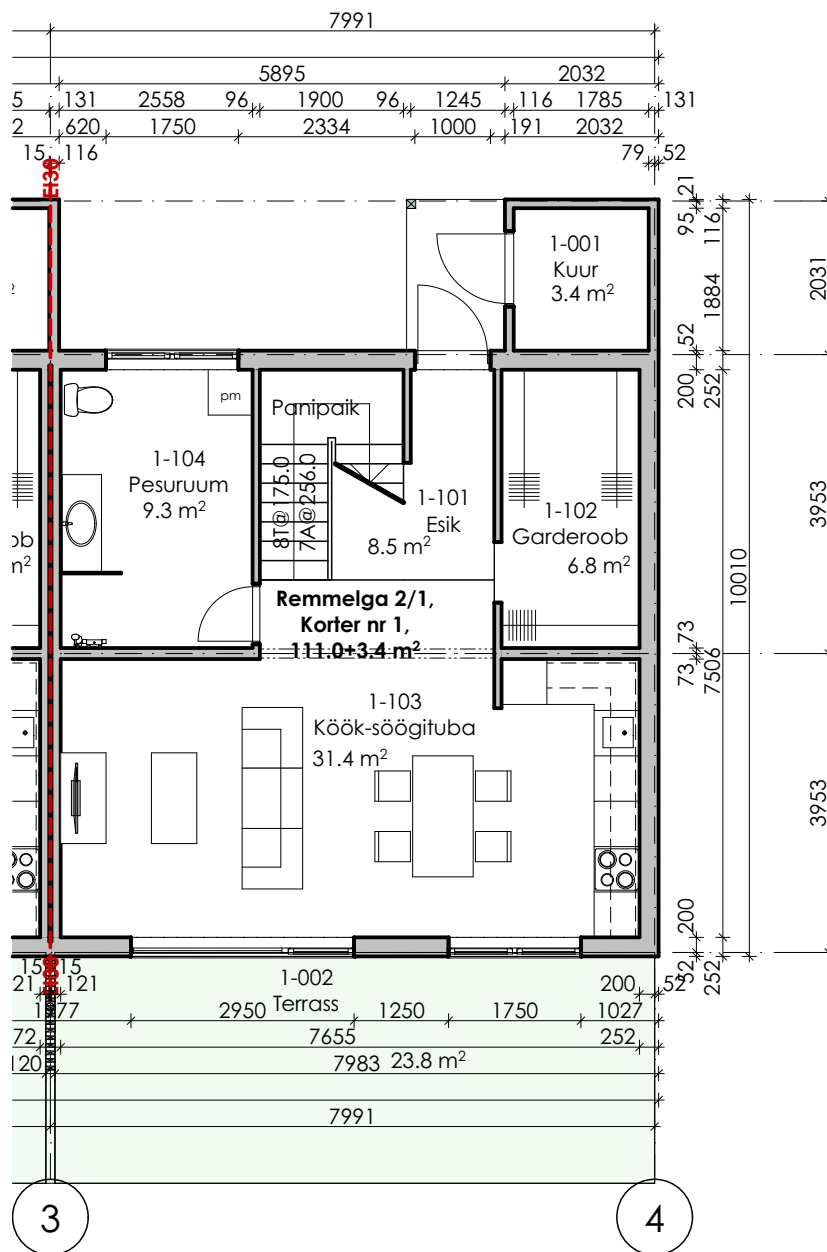 7991
5895 2032
5 131 2558 96 1900 96 1245 116 1785 131
2 620 1750 2334 1000 191 2032
15 116 79 52
EI30
21
95 116
1-001
Kuur
3.4 m²
1884
2031
52
200 252
pm
Panipaik
1-104
Pesuruum
9.3 m²
8T@175.0
7A@256.0
1-101
Esik
8.5 m²
1-102
Garderoob
6.8 m²
ob
m²
3953
10010
Remmelga 2/1,
Korter nr 1,
111.0+3.4 m²
73
73 7506
1-103
Köök-söögituba
31.4 m²
3953
200
52 252
15 15
21 121 200 52
1-002
Terrass
2950 1250 1750 1027
72 7655 252
120 7983 23.8 m²
7991
3 4